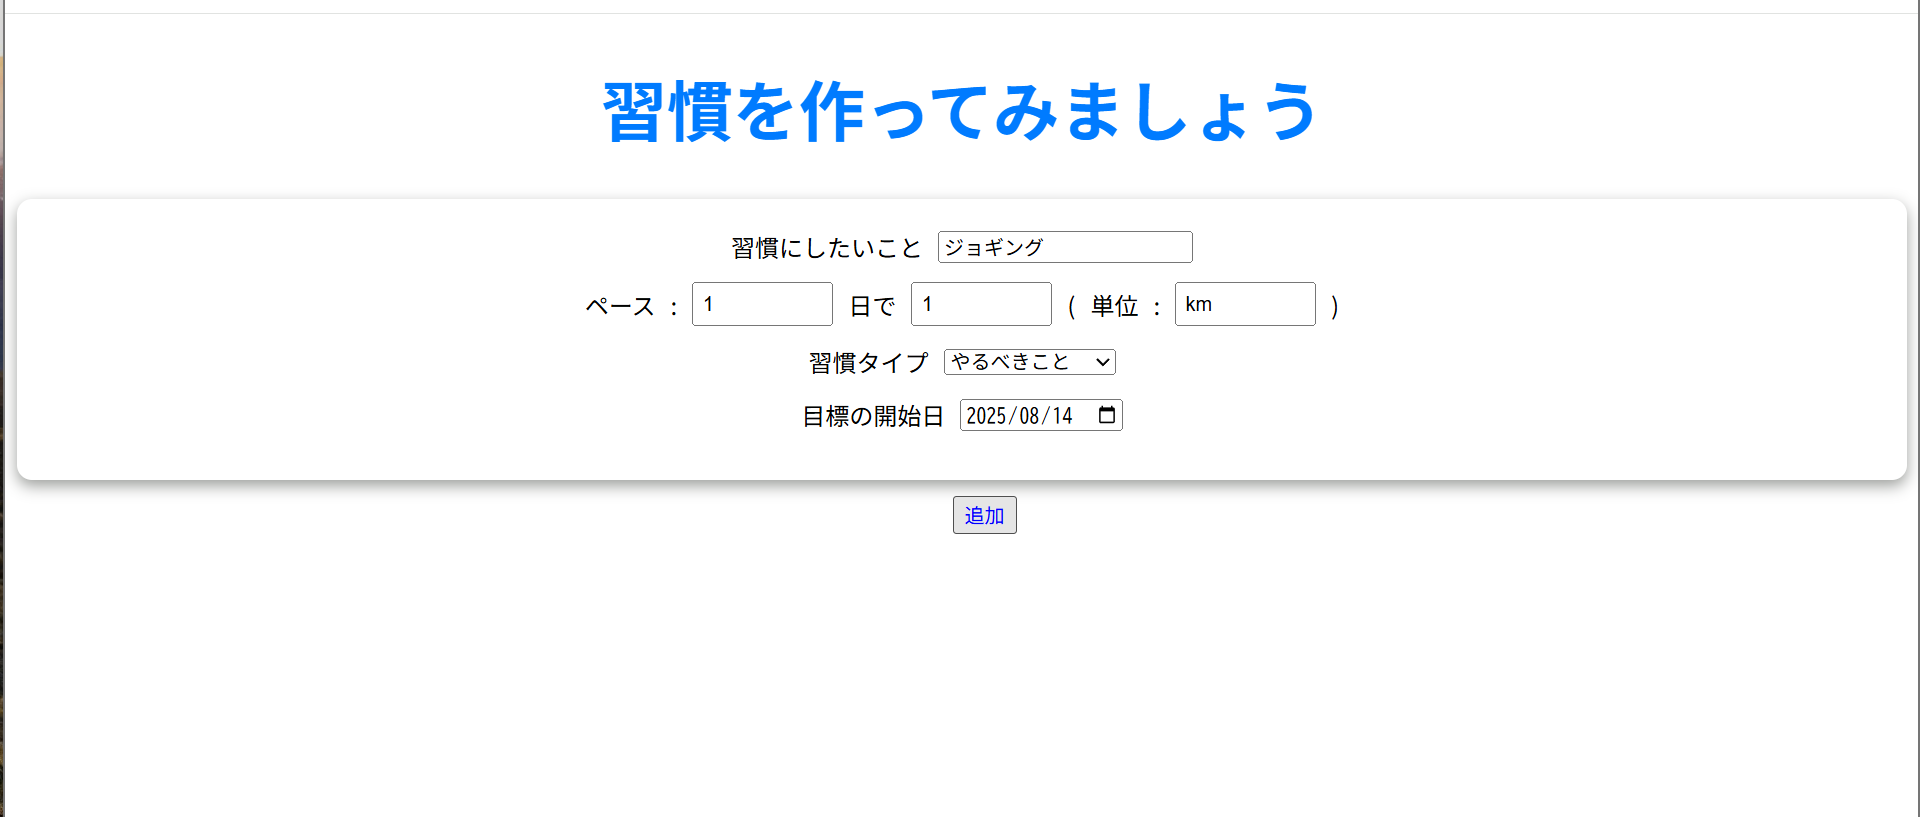 習慣を作ってみましょう
習慣にしたいこと ジョギング
ペース : 1 日で 1 ( 単位 : km )
習慣タイプ やるべきこと
目標の開始日 2025/08/14
追加